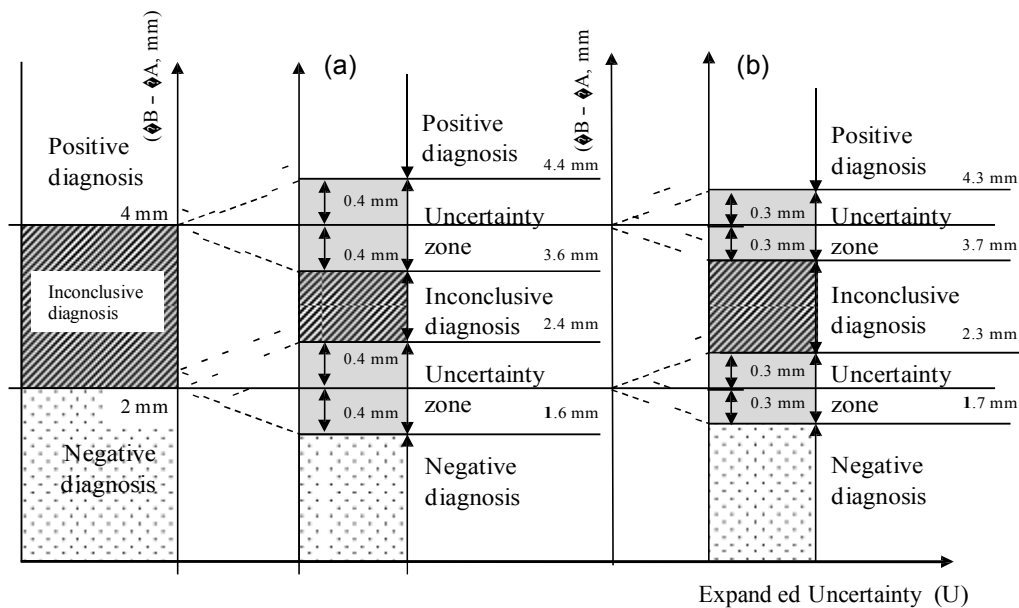 (�B – �A, mm)
(a)
(�B – �A, mm)
(b)
Positive
diagnosis
4 mm
Inconclusive
diagnosis
2 mm
Negative
diagnosis
0.4 mm
0.4 mm
0.4 mm
0.4 mm
Positive
diagnosis
4.4 mm
Uncertainty
zone
3.6 mm
Inconclusive
diagnosis
2.4 mm
Uncertainty
zone
1.6 mm
Negative
diagnosis
0.3 mm
0.3 mm
0.3 mm
0.3 mm
Positive
diagnosis
4.3 mm
Uncertainty
zone
3.7 mm
Inconclusive
diagnosis
2.3 mm
Uncertainty
zone
1.7 mm
Negative
diagnosis
Expand ed Uncertainty (U)